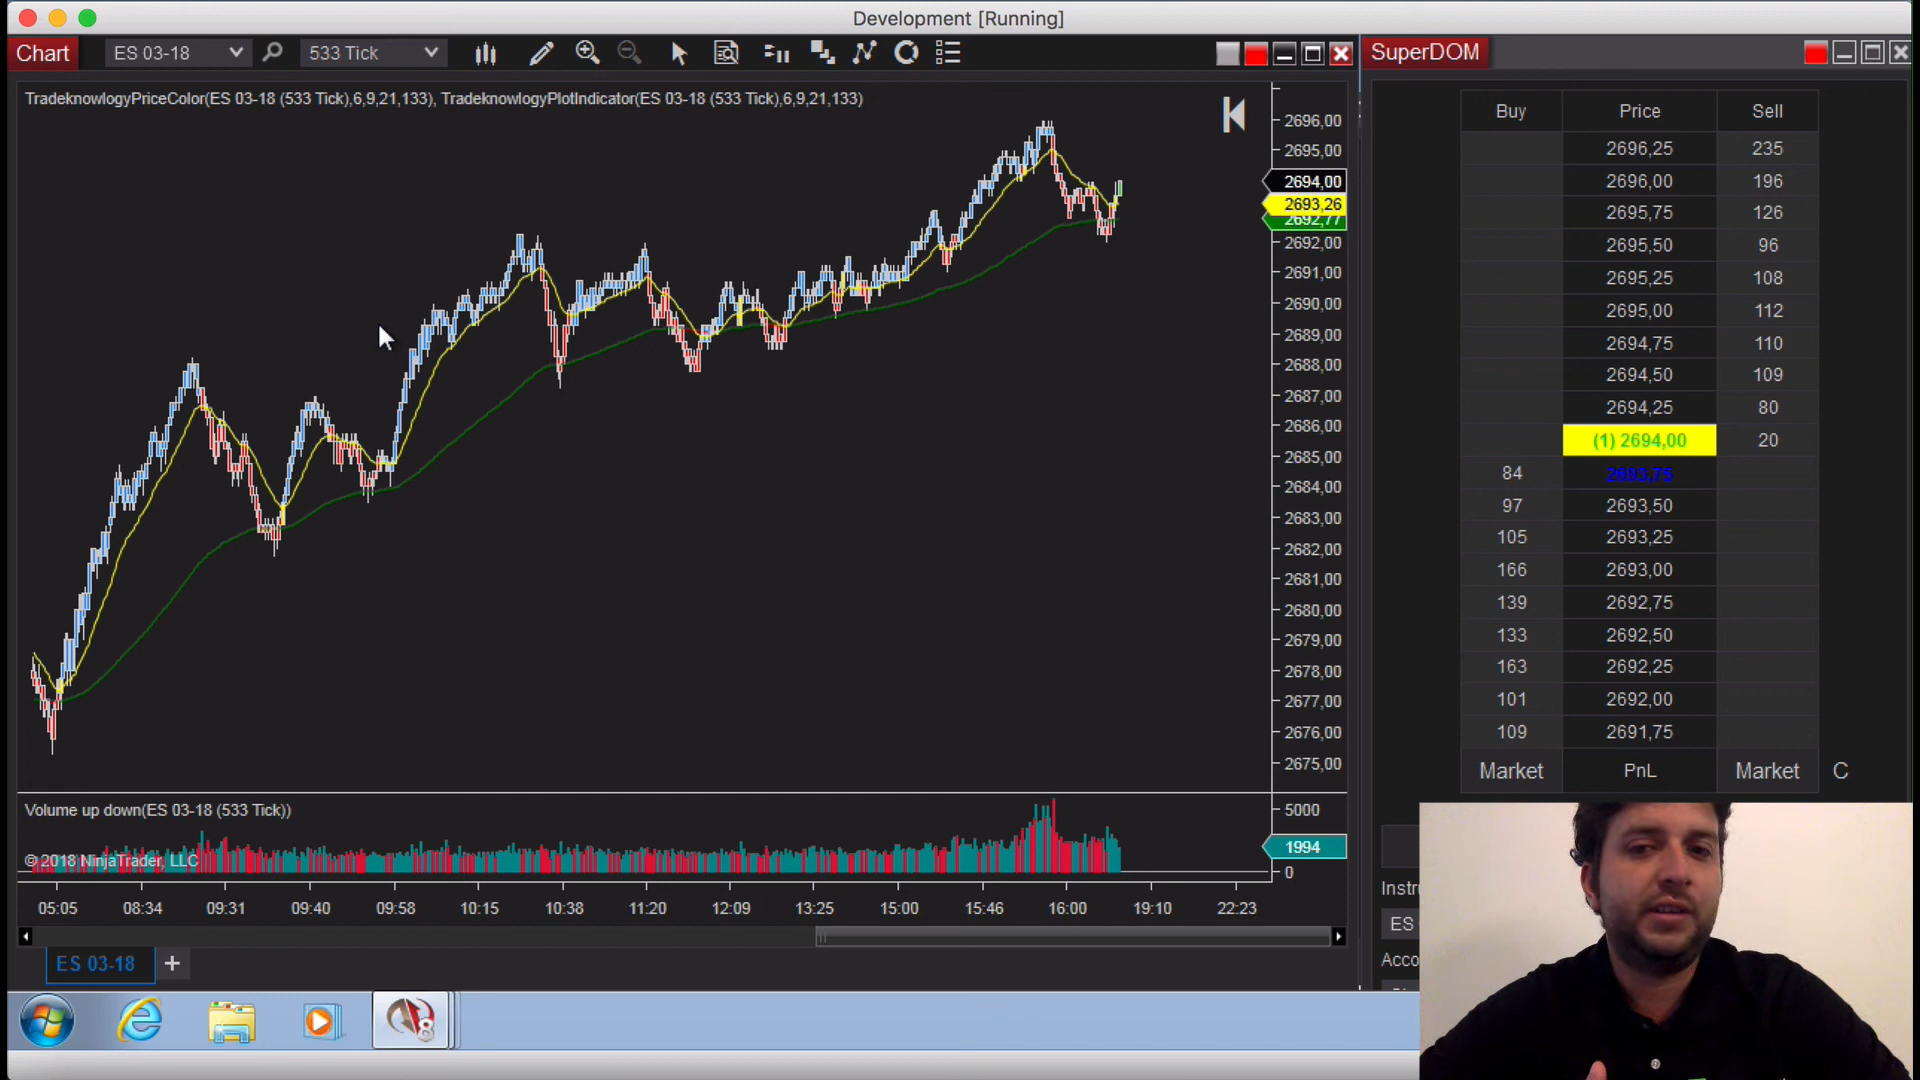 Development [Running]
Chart
ES 03-18
533 Tick
SuperDOM
TradeknowlogyPriceColor(ES 03-18 (533 Tick),6,9,21,133), TradeknowlogyPlotIndicator(ES 03-18 (533 Tick),6,9,21,133)
2696,00
2695,00
2694,00
2693,26
2692,77
2692,00
2691,00
2690,00
2689,00
2688,00
2687,00
2686,00
2685,00
2684,00
2683,00
2682,00
2681,00
2680,00
2679,00
2678,00
2677,00
2676,00
2675,00
Volume up down(ES 03-18 (533 Tick))
5000
1994
0
© 2018 NinjaTrader, LLC
05:05 08:34 09:31 09:40 09:58 10:15 10:38 11:20 12:09 13:25 15:00 15:46 16:00 19:10 22:23
ES 03-18 +
Buy Price Sell
2696,25 235
2696,00 196
2695,75 126
2695,50 96
2695,25 108
2695,00 112
2694,75 110
2694,50 109
2694,25 80
(1) 2694,00 20
84 2693,75
97 2693,50
105 2693,25
166 2693,00
139 2692,75
133 2692,50
163 2692,25
101 2692,00
109 2691,75
Market PnL Market C
Instru
ES
Acco
8